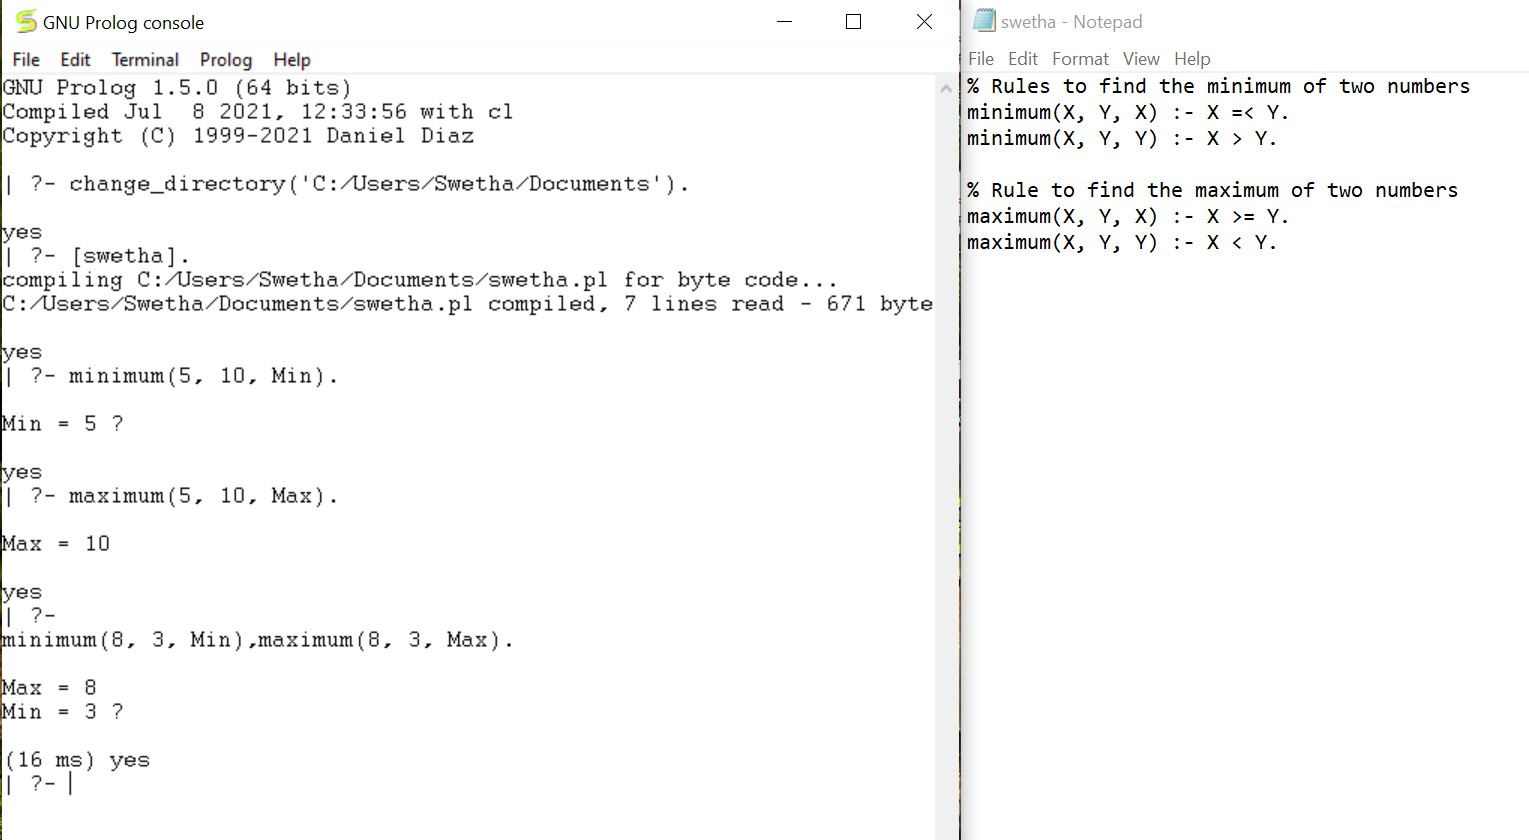 GNU Prolog console
File Edit Terminal Prolog Help
GNU Prolog 1.5.0 (64 bits)
Compiled Jul  8 2021, 12:33:56 with cl
Copyright (C) 1999-2021 Daniel Diaz
| ?- change_directory('C:/Users/Swetha/Documents').
yes
| ?- [swetha].
compiling C:/Users/Swetha/Documents/swetha.pl for byte code...
C:/Users/Swetha/Documents/swetha.pl compiled, 7 lines read - 671 byte
yes
| ?- minimum(5, 10, Min).
Min = 5 ?
yes
| ?- maximum(5, 10, Max).
Max = 10
yes
| ?-
minimum(8, 3, Min),maximum(8, 3, Max).
Max = 8
Min = 3 ?
(16 ms) yes
| ?-
swetha - Notepad
File Edit Format View Help
% Rules to find the minimum of two numbers
minimum(X, Y, X) :- X =< Y.
minimum(X, Y, Y) :- X > Y.
% Rule to find the maximum of two numbers
maximum(X, Y, X) :- X >= Y.
maximum(X, Y, Y) :- X < Y.